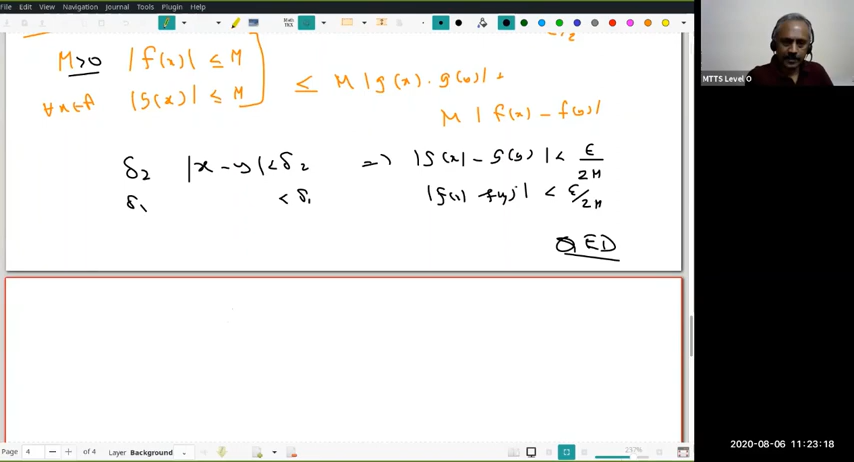 File Edit View Navigation Journal Tools Plugin Help
M>0 |f(x)| ≤ M
∀x∈A |g(x)| ≤ M
≤ M |g(x) - g(y)| +
M | f(x) - f(y)|
δ₂ |x-y|<δ₂ => |g(x) - g(y)| < ε/2M
δ₁ < δ₁ |f(x) - f(y)| < ε/2M
QED
MTTS Level O
2020-08-06 11:23:18
Page 4 of 4 Layer Background 237%